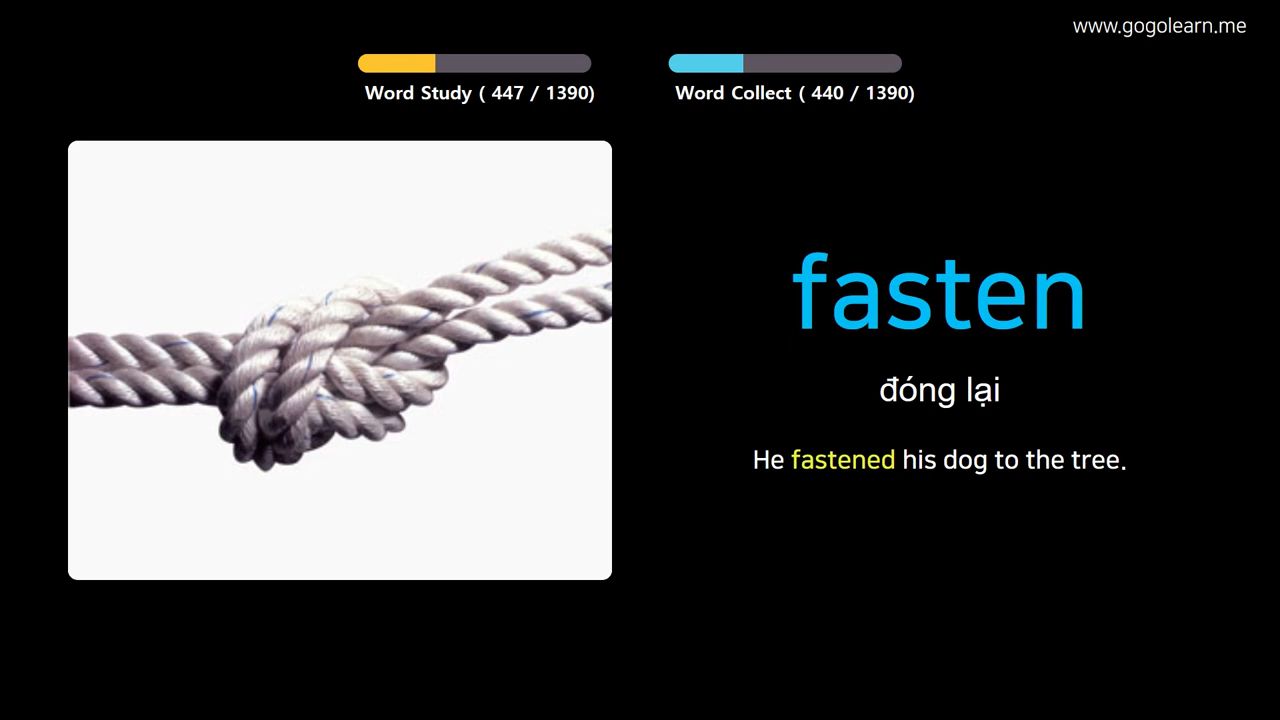 www.gogolearn.me
Word Study ( 447 / 1390)
Word Collect ( 440 / 1390)
fasten
đóng lại
He fastened his dog to the tree.